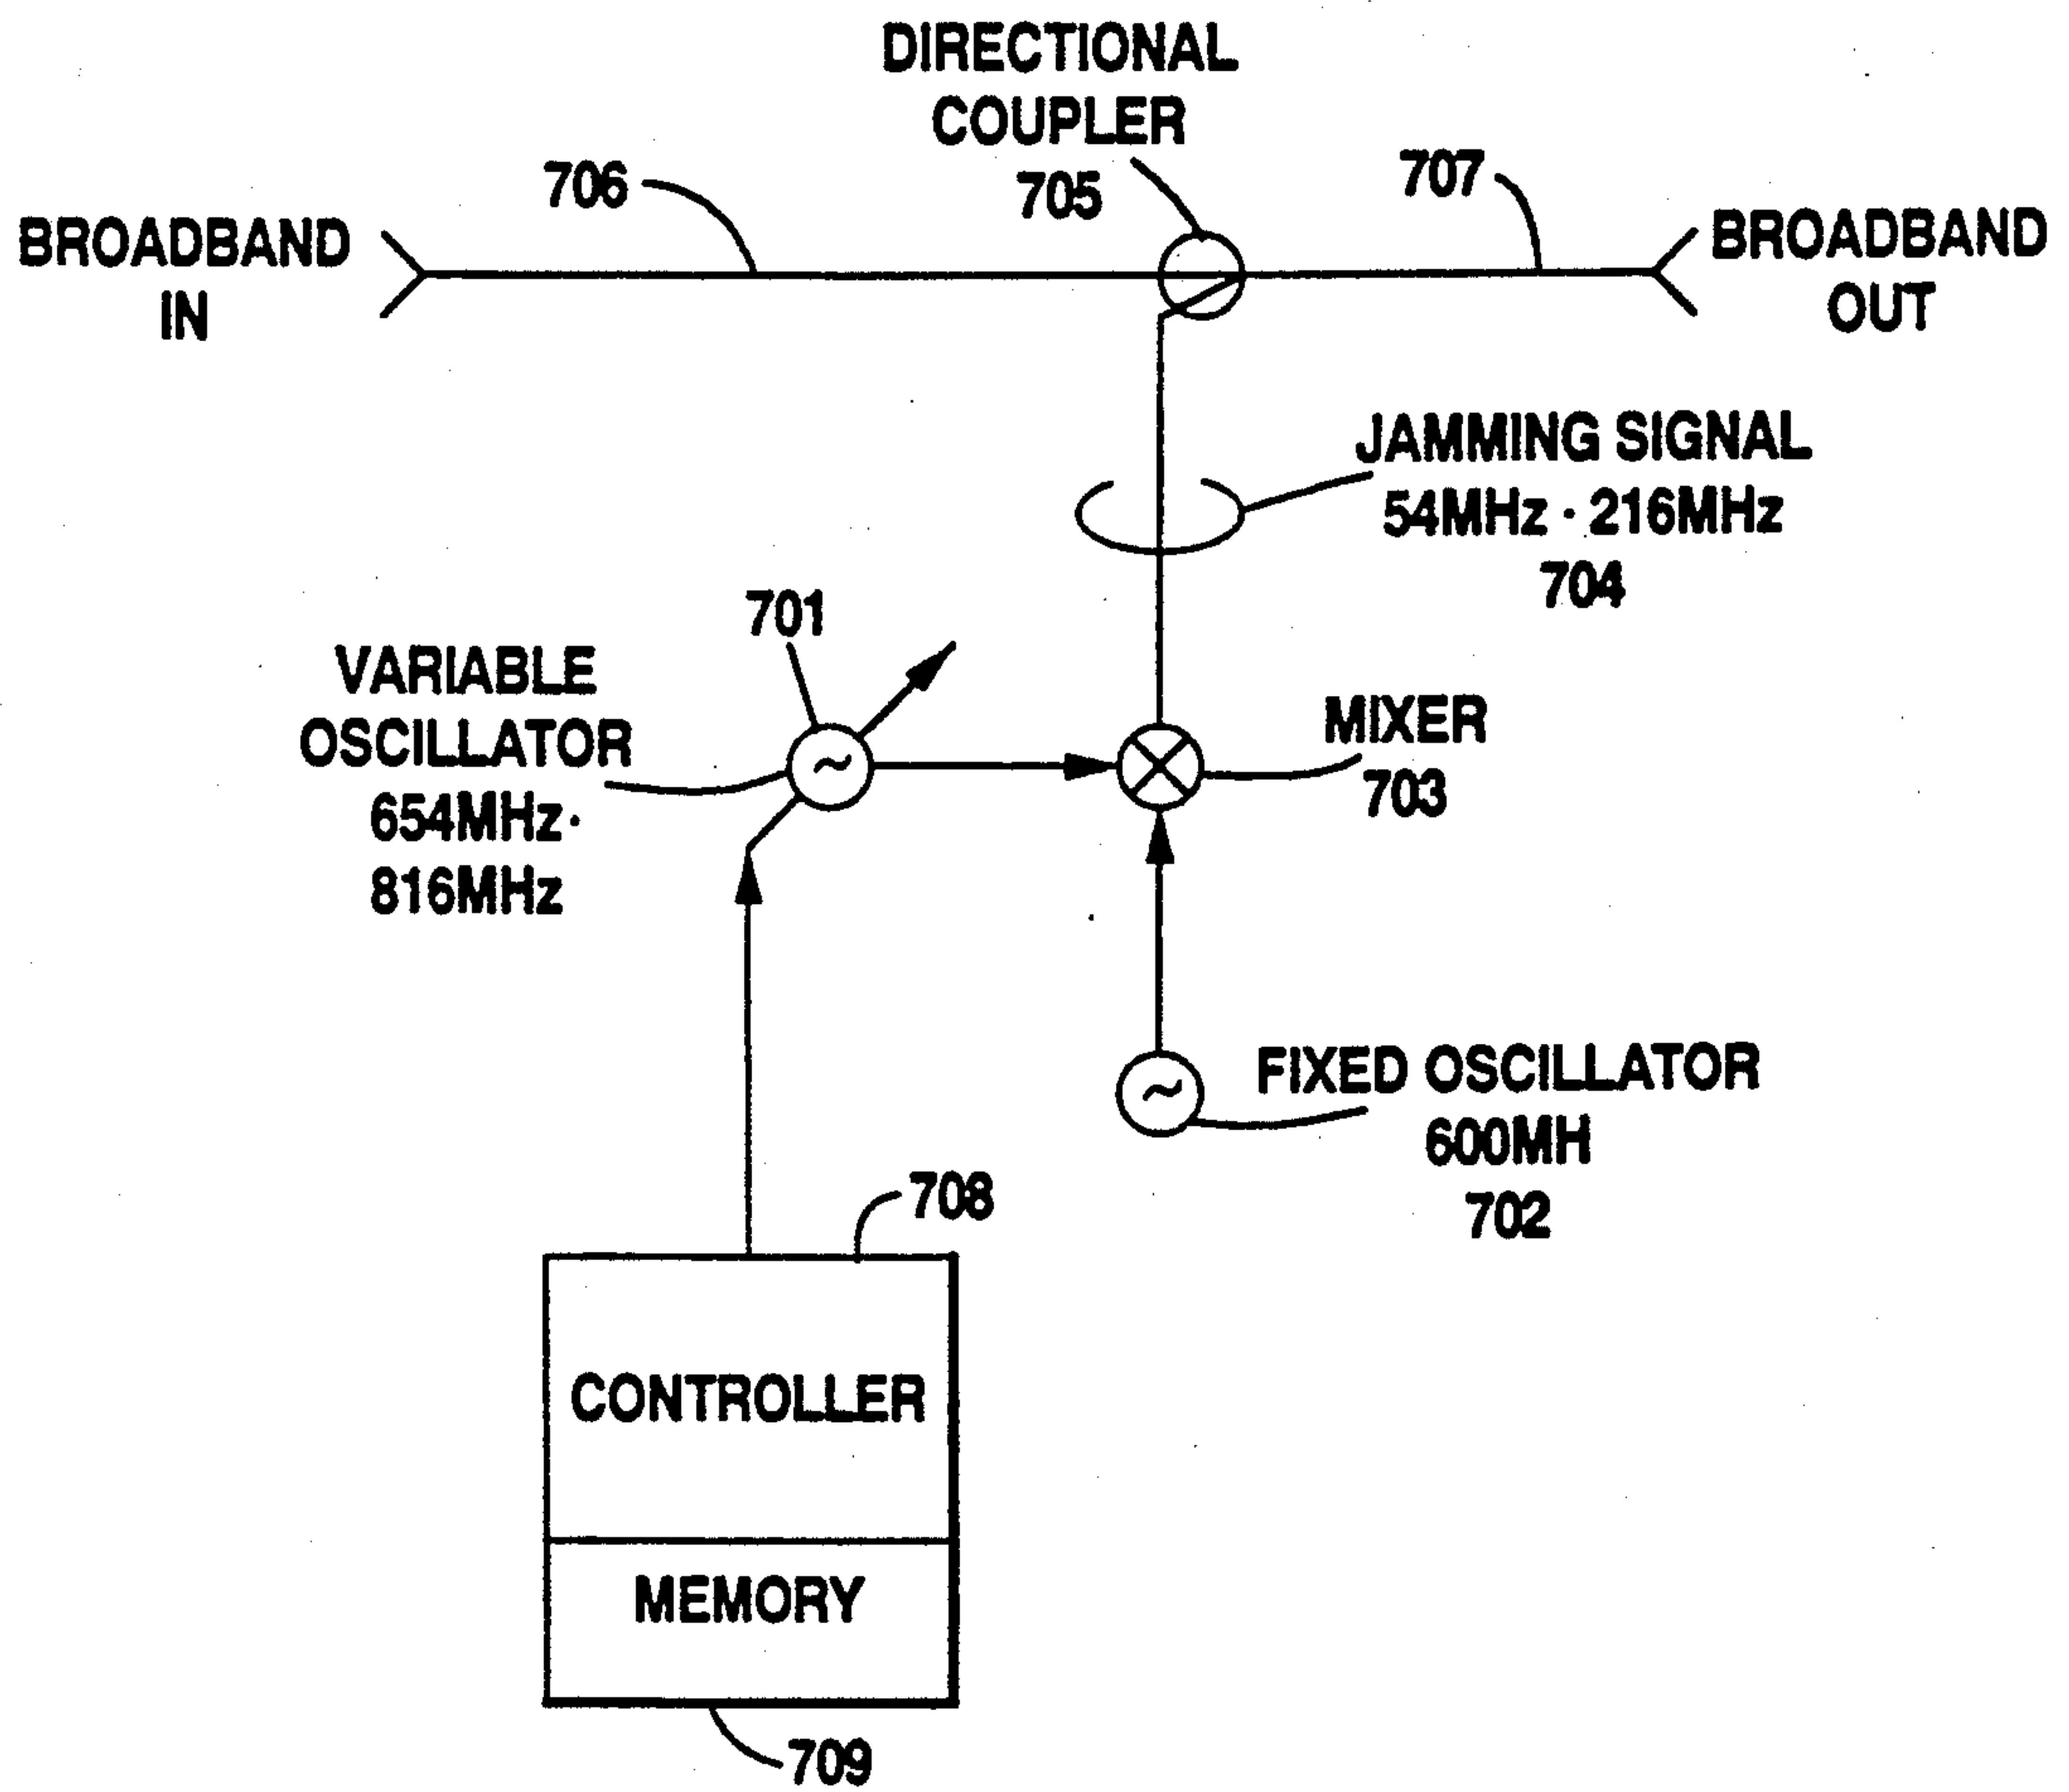 DIRECTIONAL
COUPLER
705
706
707
BROADBAND
IN
BROADBAND
OUT
JAMMING SIGNAL
54MHz - 216MHz
704
701
VARIABLE
OSCILLATOR
654MHz-
816MHz
MIXER
703
FIXED OSCILLATOR
600MH
702
708
CONTROLLER
MEMORY
709